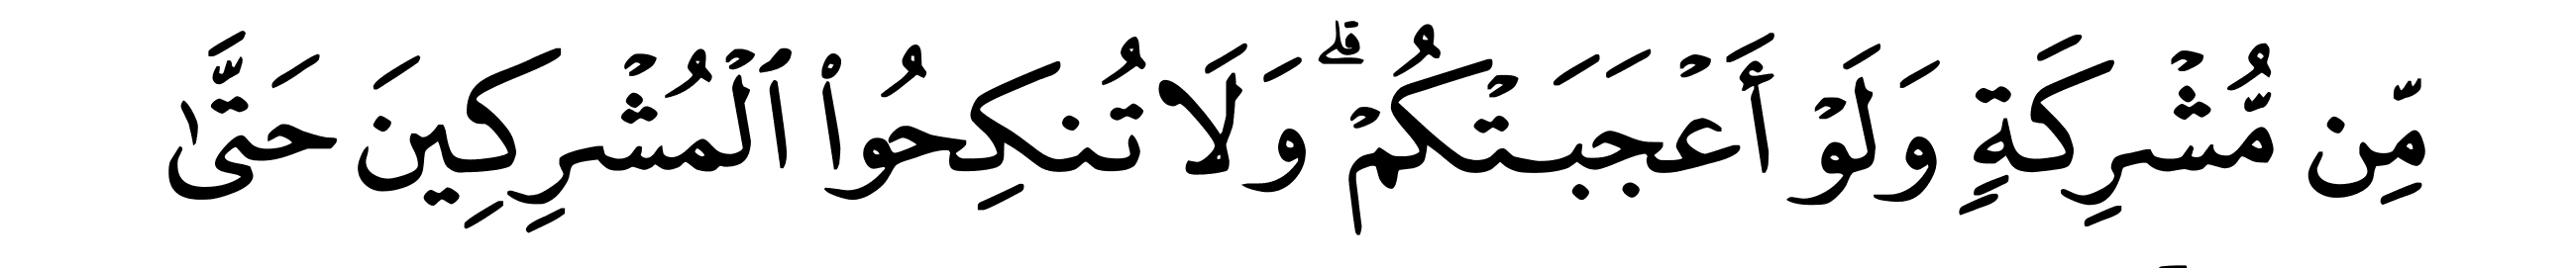 مِّن مُّشْرِكَةٍ وَلَوْ أَعْجَبَتْكُمْ ۗ وَلَا تُنكِحُوا۟ ٱلْمُشْرِكِينَ حَتَّىٰ